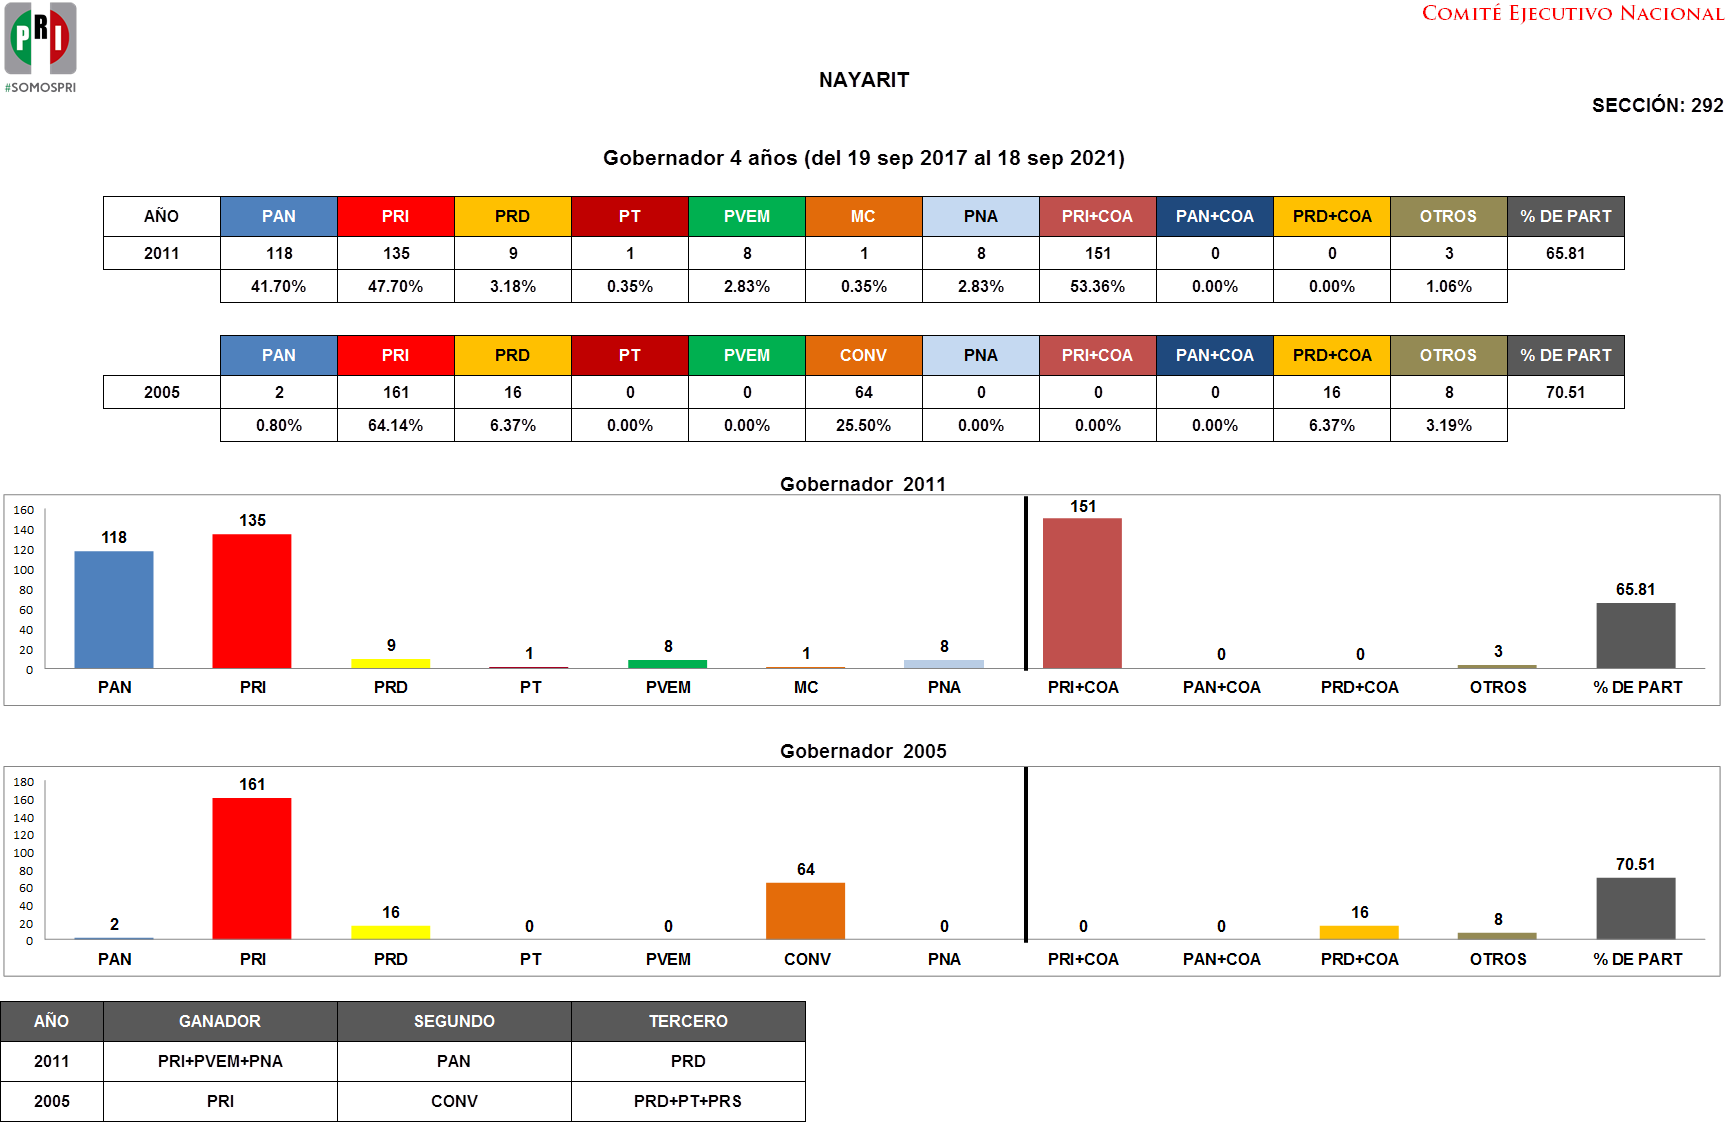 PRI
#SOMOSPRI
COMITÉ EJECUTIVO NACIONAL
NAYARIT
SECCIÓN: 292
Gobernador 4 años (del 19 sep 2017 al 18 sep 2021)
AÑO PAN PRI PRD PT PVEM MC PNA PRI+COA PAN+COA PRD+COA OTROS % DE PART
2011 118 135 9 1 8 1 8 151 0 0 3 65.81
41.70% 47.70% 3.18% 0.35% 2.83% 0.35% 2.83% 53.36% 0.00% 0.00% 1.06%
PAN PRI PRD PT PVEM CONV PNA PRI+COA PAN+COA PRD+COA OTROS % DE PART
2005 2 161 16 0 0 64 0 0 0 16 8 70.51
0.80% 64.14% 6.37% 0.00% 0.00% 25.50% 0.00% 0.00% 0.00% 6.37% 3.19%
Gobernador 2011
160
140
120
100
80
60
40
20
0
118 135 9 1 8 1 8 151 0 0 3 65.81
PAN PRI PRD PT PVEM MC PNA PRI+COA PAN+COA PRD+COA OTROS % DE PART
Gobernador 2005
180
160
140
120
100
80
60
40
20
0
2 161 16 0 0 64 0 0 0 16 8 70.51
PAN PRI PRD PT PVEM CONV PNA PRI+COA PAN+COA PRD+COA OTROS % DE PART
AÑO GANADOR SEGUNDO TERCERO
2011 PRI+PVEM+PNA PAN PRD
2005 PRI CONV PRD+PT+PRS